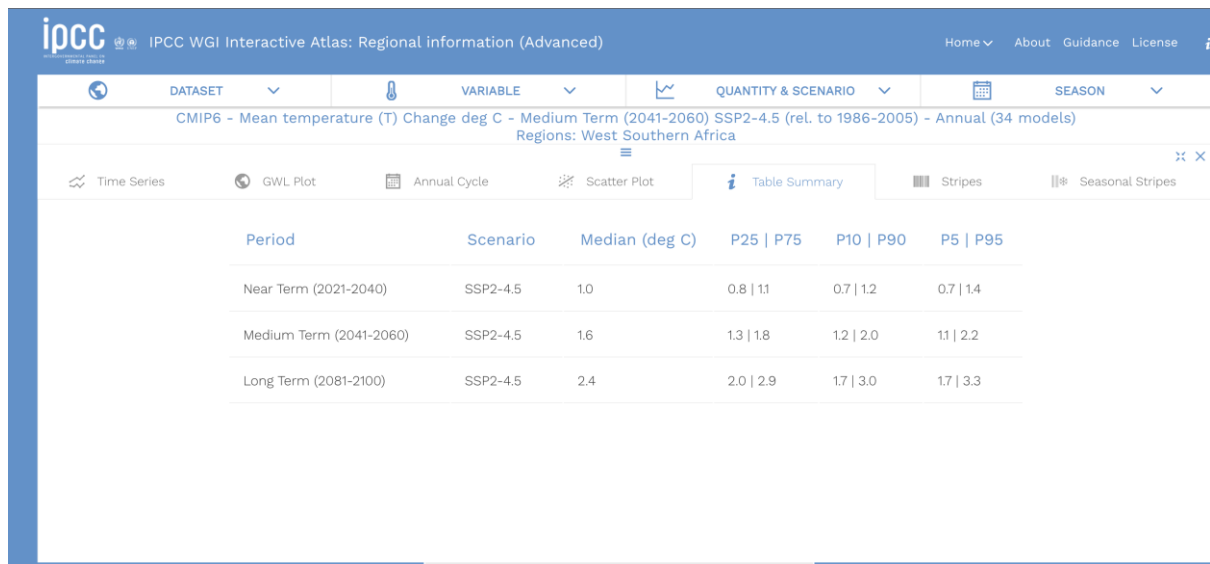 ipcc
INTERGOVERNMENTAL PANEL ON
climate change
IPCC WGI Interactive Atlas: Regional information (Advanced)
Home About Guidance License
DATASET VARIABLE QUANTITY & SCENARIO SEASON
CMIP6 - Mean temperature (T) Change deg C - Medium Term (2041-2060) SSP2-4.5 (rel. to 1986-2005) - Annual (34 models)
Regions: West Southern Africa
Time Series GWL Plot Annual Cycle Scatter Plot i Table Summary Stripes Seasonal Stripes
Period Scenario Median (deg C) P25 | P75 P10 | P90 P5 | P95
Near Term (2021-2040) SSP2-4.5 1.0 0.8 | 1.1 0.7 | 1.2 0.7 | 1.4
Medium Term (2041-2060) SSP2-4.5 1.6 1.3 | 1.8 1.2 | 2.0 1.1 | 2.2
Long Term (2081-2100) SSP2-4.5 2.4 2.0 | 2.9 1.7 | 3.0 1.7 | 3.3